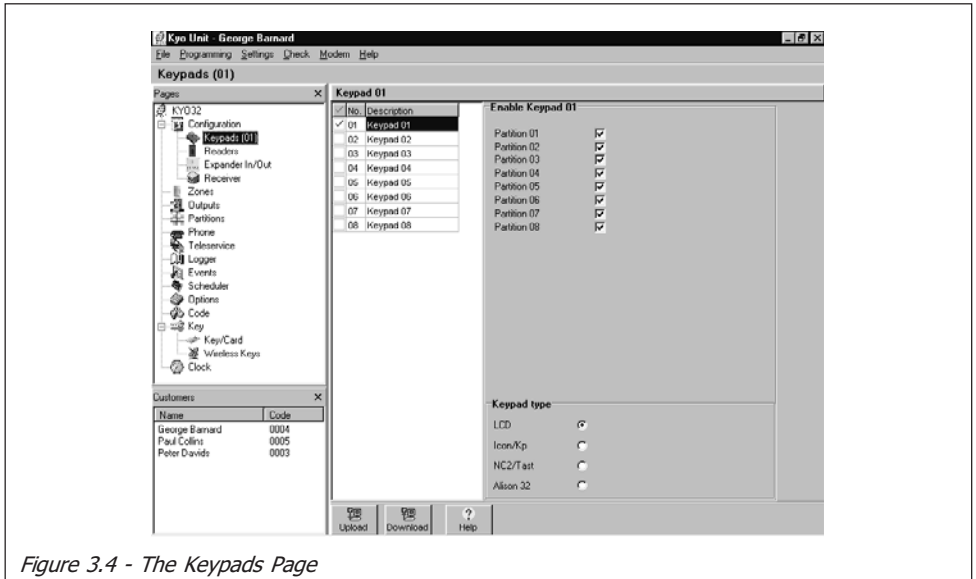 Kyo Unit - George Barnard
File Programming Settings Check Modem Help
Keypads (01)
Pages
KYO32
Configuration
Keypads (01)
Readers
Expander In/Out
Receiver
Zones
Outputs
Partitions
Phone
Teleservice
Logger
Events
Scheduler
Options
Code
Key
Key/Card
Wireless Keys
Clock
Customers
Name Code
George Barnard 0004
Paul Collins 0005
Peter Davids 0003
Keypad 01
No. Description
01 Keypad 01
02 Keypad 02
03 Keypad 03
04 Keypad 04
05 Keypad 05
06 Keypad 06
07 Keypad 07
08 Keypad 08
Enable Keypad 01
Partition 01
Partition 02
Partition 03
Partition 04
Partition 05
Partition 06
Partition 07
Partition 08
Keypad type
LCD
Icon/Kp
NC2/Tast
Alison 32
Upload Download ? Help
Figure 3.4 - The Keypads Page